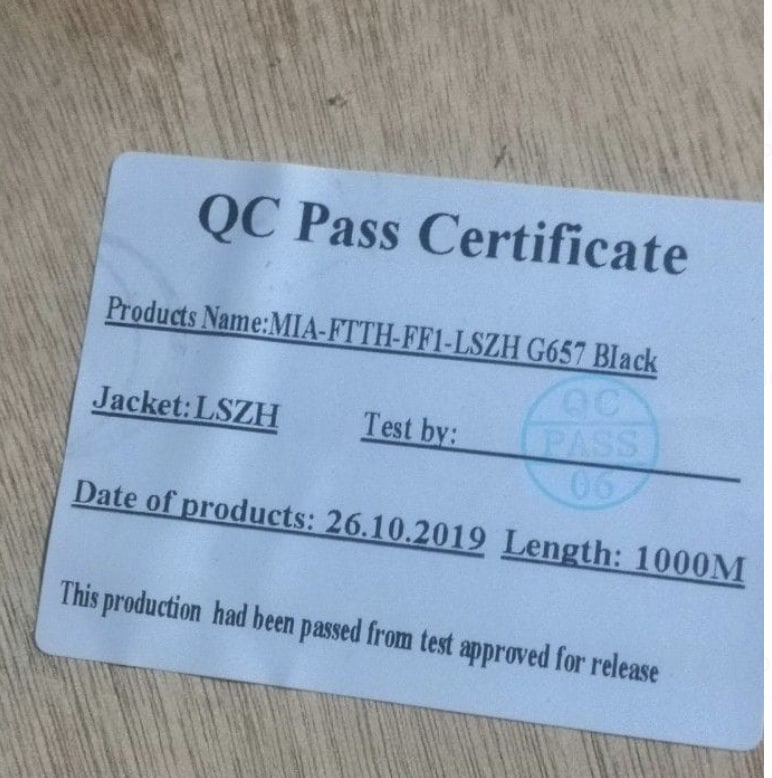 QC Pass Certificate
Products Name:MIA-FTTH-FF1-LSZH G657 BIack
Jacket:LSZH Test by:
QC
PASS
06
Date of products: 26.10.2019 Length: 1000M
This production had been passed from test approved for release